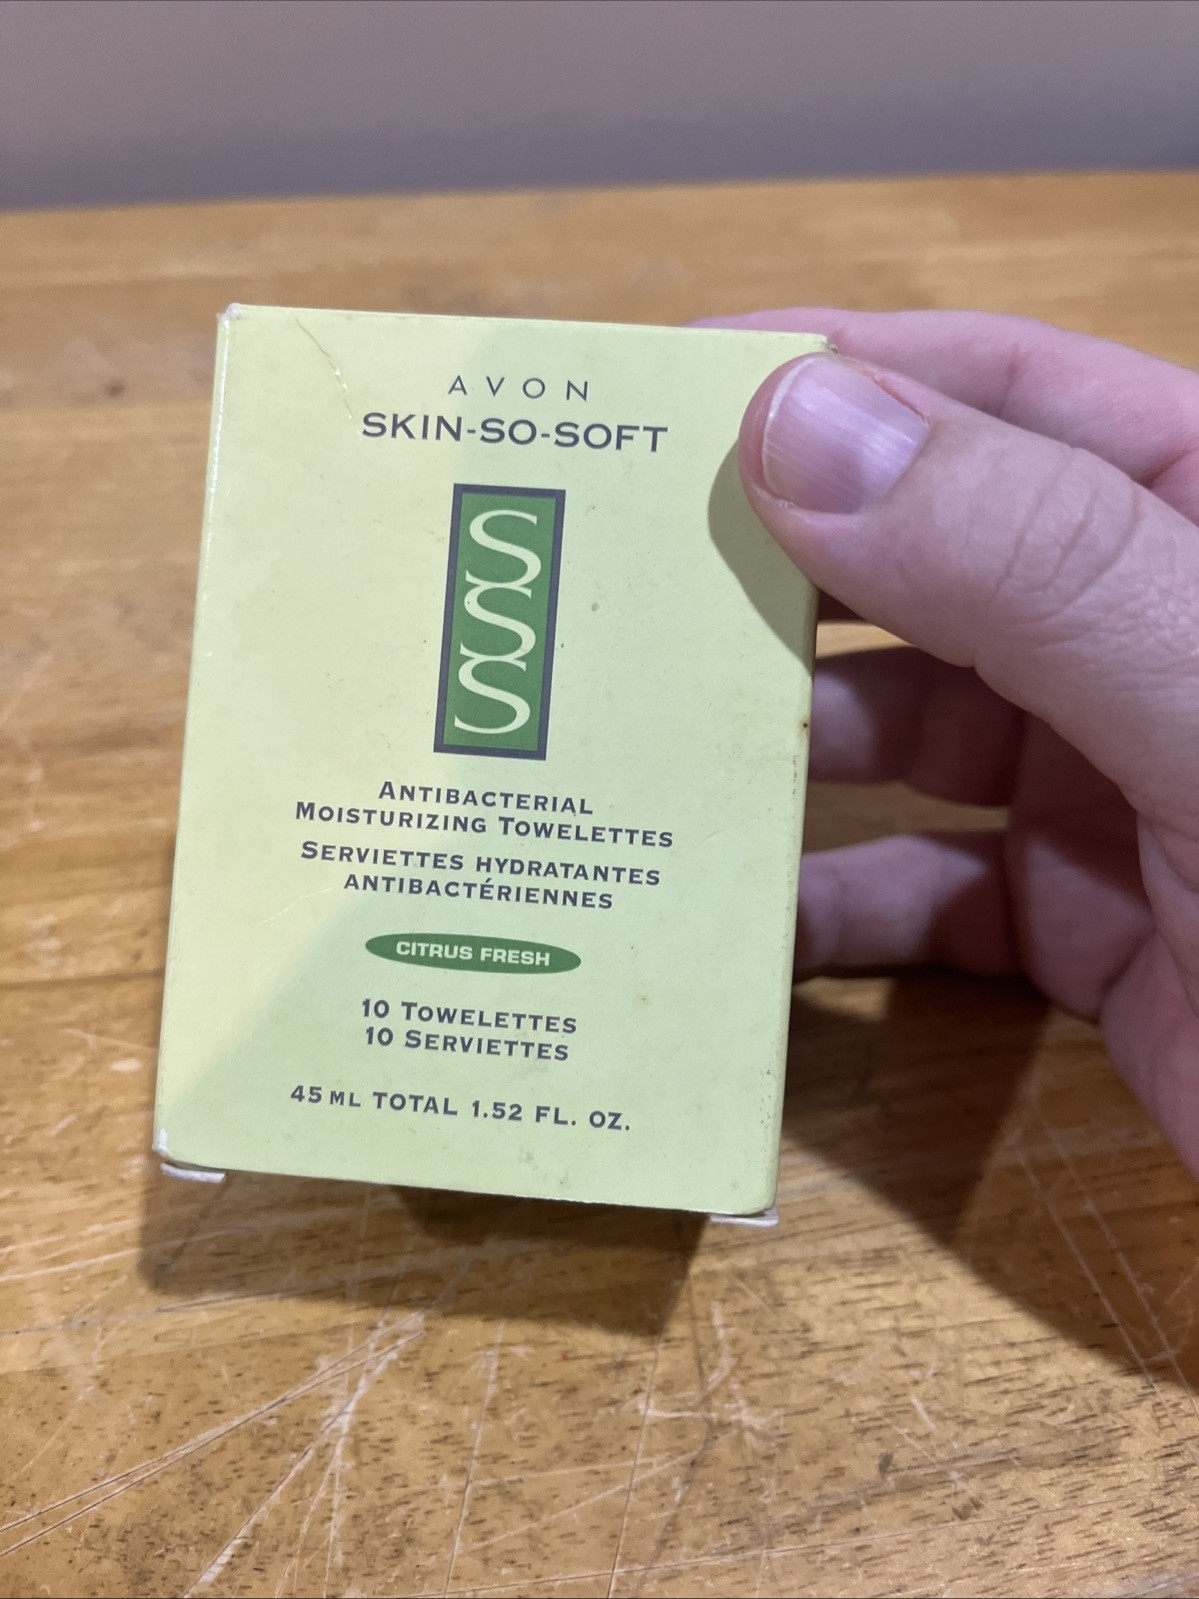 AVON
SKIN-SO-SOFT
SSS
ANTIBACTERIAL
MOISTURIZING TOWELETTES
SERVIETTES HYDRATANTES
ANTIBACTÉRIENNES
CITRUS FRESH
10 TOWELETTES
10 SERVIETTES
45 ML TOTAL 1.52 FL. OZ.